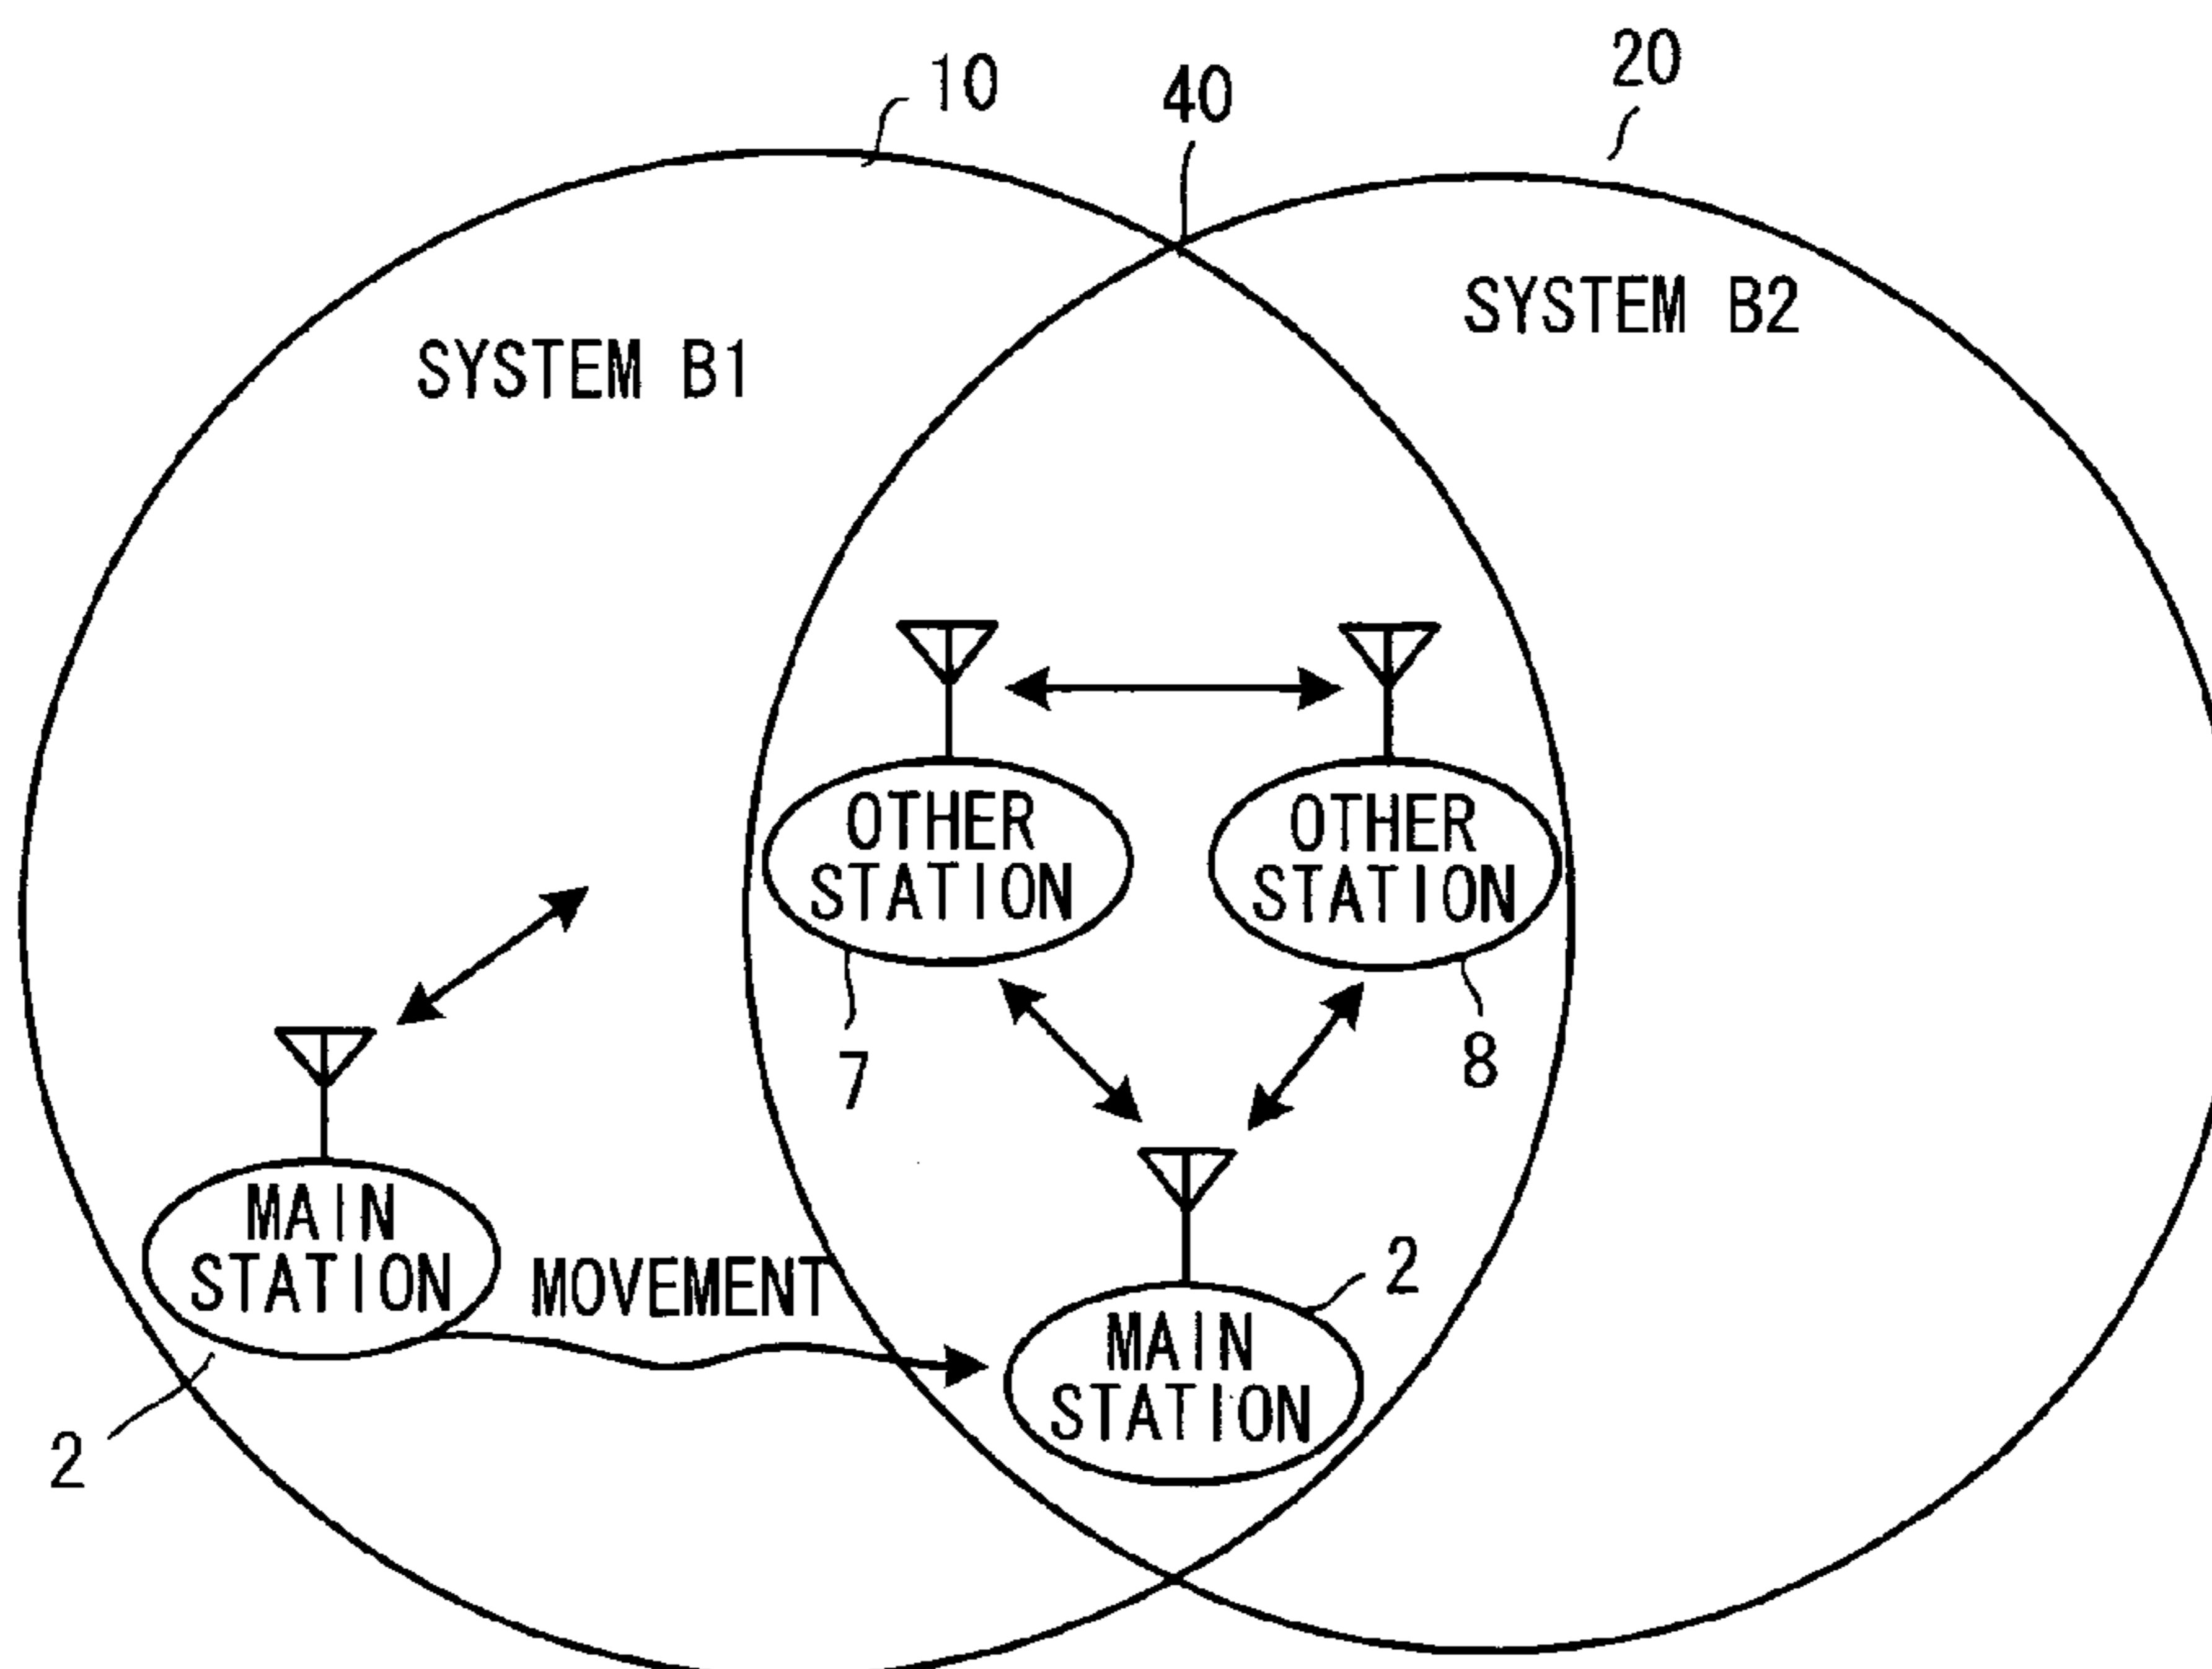 10
40
20
SYSTEM B1
SYSTEM B2
OTHER
STATION
OTHER
STATION
7
8
MAIN
STATION
MOVEMENT
2
MAIN
STATION
2